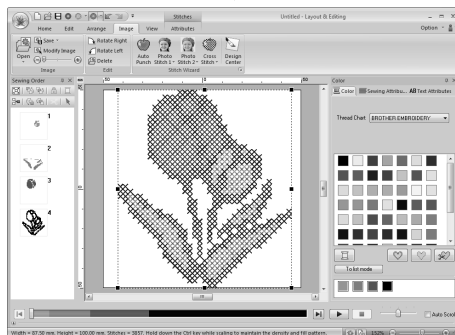 Stitches
Untitled - Layout & Editing
Home
Edit
Arrange
Image
View
Attributes
Option
Open
Save
Modify Image
Image
Rotate Right
Rotate Left
Delete
Edit
Auto Punch
Photo Stitch 1
Photo Stitch 2
Cross Stitch
Design Center
Stitch Wizard
Sewing Order
1
2
3
4
Color
Color
Sewing Attribu...
AB Text Attributes
Thread Chart
BROTHER EMBROIDERY
To list mode
Auto Scroll
Width = 87.50 mm, Height = 100.00 mm, Stitches = 3857, Hold down the Ctrl key while scaling to maintain the density and fill pattern.
152%